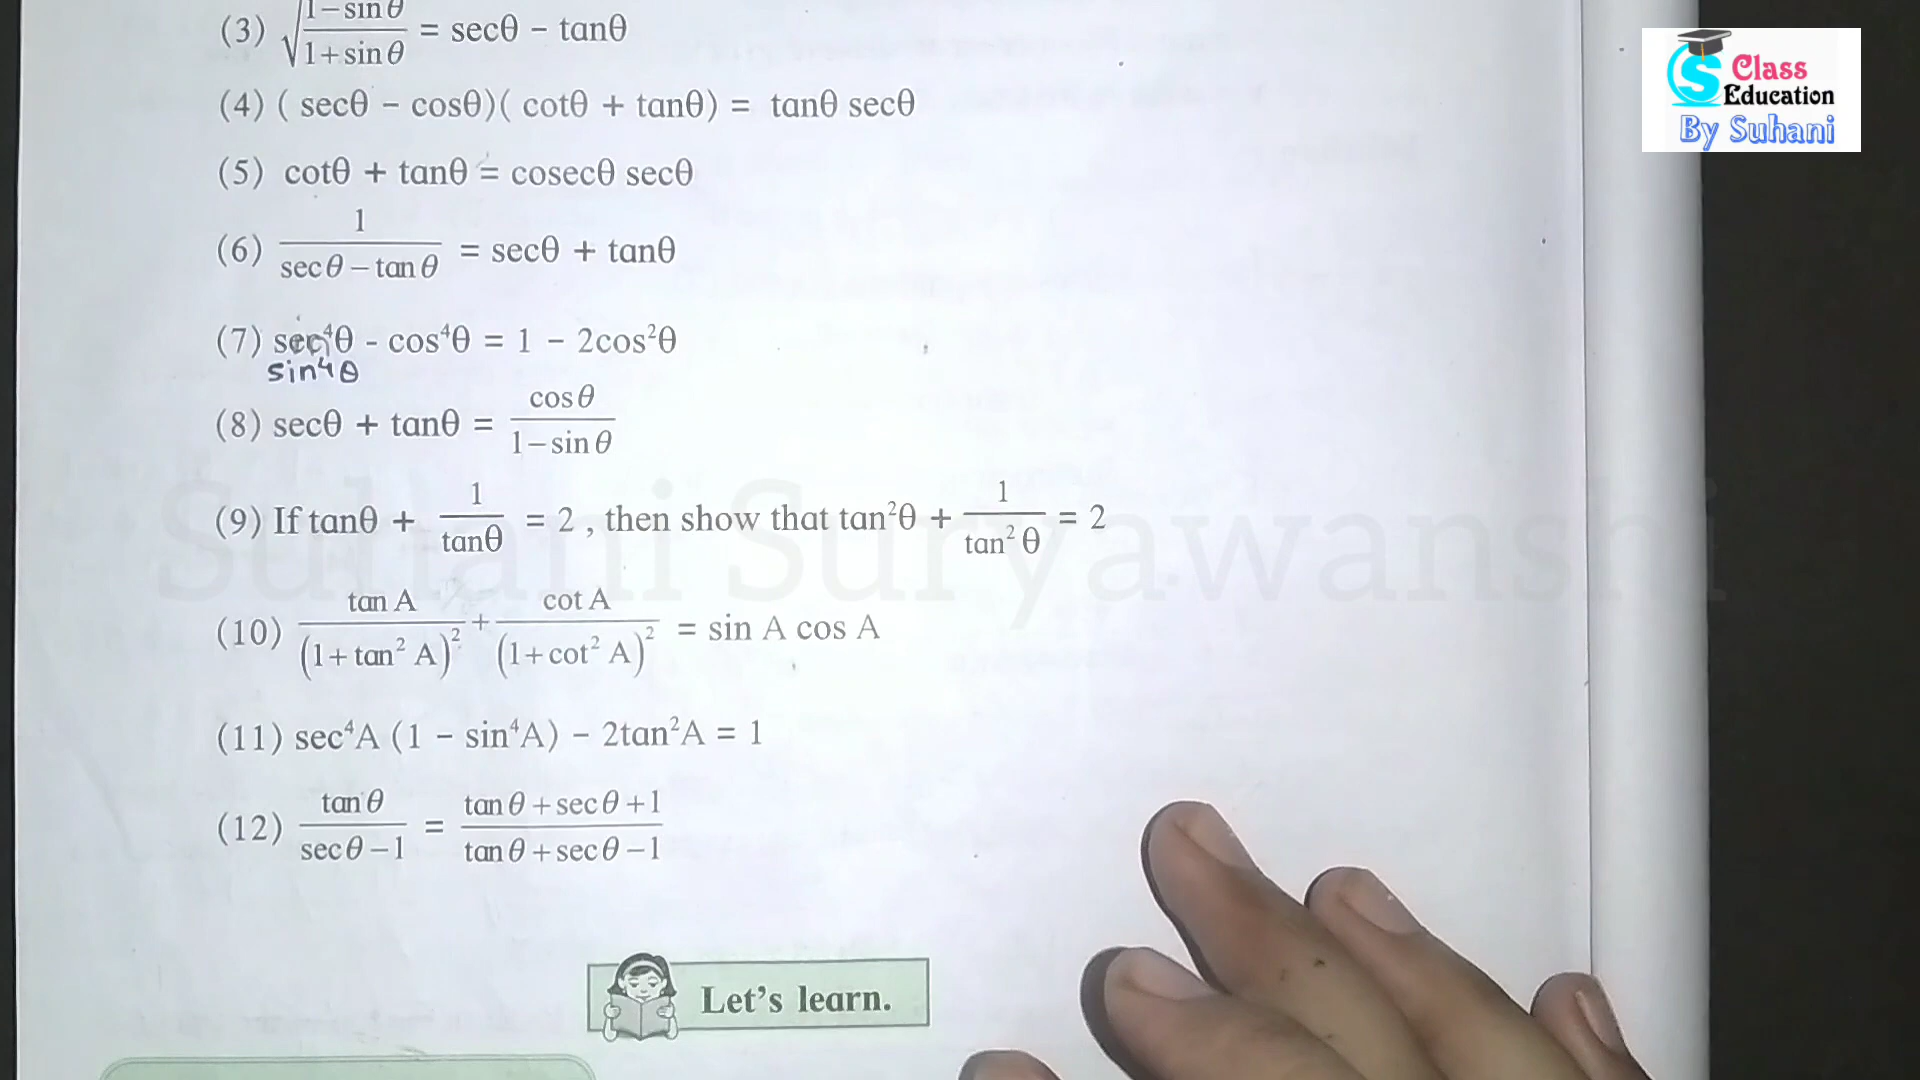 (3) √(1−sinθ/1+sinθ) = secθ − tanθ
(4) ( secθ − cosθ)( cotθ + tanθ) = tanθ secθ
(5) cotθ + tanθ = cosecθ secθ
(6) 1/(secθ−tanθ) = secθ + tanθ
(7) sec⁴θ - cos⁴θ = 1 − 2cos²θ
sin⁴θ
(8) secθ + tanθ = cosθ/(1−sinθ)
(9) If tanθ + 1/tanθ = 2 , then show that tan²θ + 1/tan²θ = 2
(10) tan A/(1+tan² A)² + cot A/(1+cot² A)² = sin A cos A
(11) sec⁴A (1 − sin⁴A) − 2tan²A = 1
(12) tanθ/(secθ−1) = (tanθ+secθ+1)/(tanθ+secθ−1)
Let's learn.
S Class
Education
By Suhani
Suhani Suryawanshi